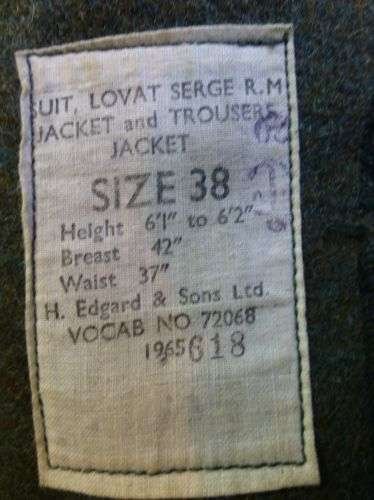 SUIT, LOVAT SERGE R.M
JACKET and TROUSERS
JACKET
SIZE 38
Height 6'1" to 6'2"
Breast 42"
Waist 37"
H. Edgard & Sons Ltd.
VOCAB NO 72068
1965 618